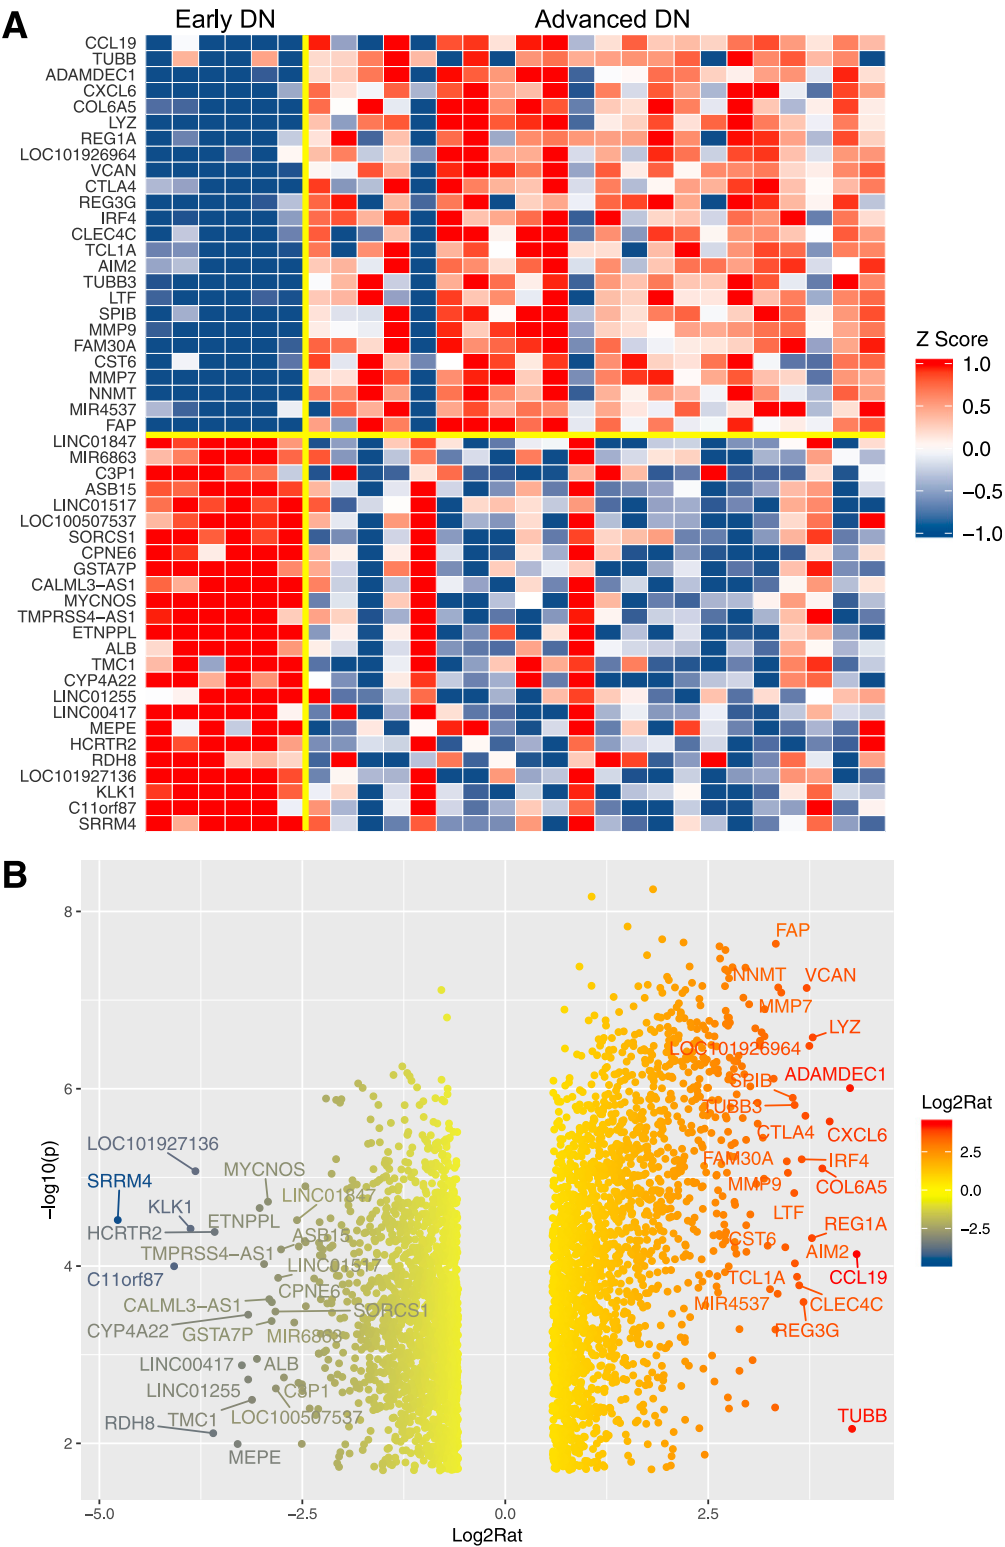 A
Early DN
Advanced DN
CCL19
TUBB
ADAMDEC1
CXCL6
COL6A5
LYZ
REG1A
LOC101926964
VCAN
CTLA4
REG3G
IRF4
CLEC4C
TCL1A
AIM2
TUBB3
LTF
SPIB
MMP9
FAM30A
CST6
MMP7
NNMT
MIR4537
FAP
LINC01847
MIR6863
C3P1
ASB15
LINC01517
LOC100507537
SORCS1
CPNE6
GSTA7P
CALML3−AS1
MYCNOS
TMPRSS4−AS1
ETNPPL
ALB
TMC1
CYP4A22
LINC01255
LINC00417
MEPE
HCRTR2
RDH8
LOC101927136
KLK1
C11orf87
SRRM4
Z Score
1.0
0.5
0.0
−0.5
−1.0
B
8
6
4
2
−log10(p)
−5.0
−2.5
0.0
2.5
Log2Rat
FAP
NNMT
VCAN
MMP7
LYZ
LOC101926964
SPIB
ADAMDEC1
TUBB3
CTLA4
CXCL6
FAM30A
IRF4
MMP9
COL6A5
LTF
REG1A
CST6
AIM2
TCL1A
CCL19
MIR4537
CLEC4C
REG3G
TUBB
LOC101927136
MYCNOS
SRRM4
LINC01847
KLK1
ETNPPL
HCRTR2
ASB15
TMPRSS4−AS1
LINC01517
C11orf87
CPNE6
CALML3−AS1
SORCS1
CYP4A22
GSTA7P
MIR6863
LINC00417
ALB
LINC01255
C3P1
RDH8
TMC1
LOC100507537
MEPE
Log2Rat
2.5
0.0
−2.5